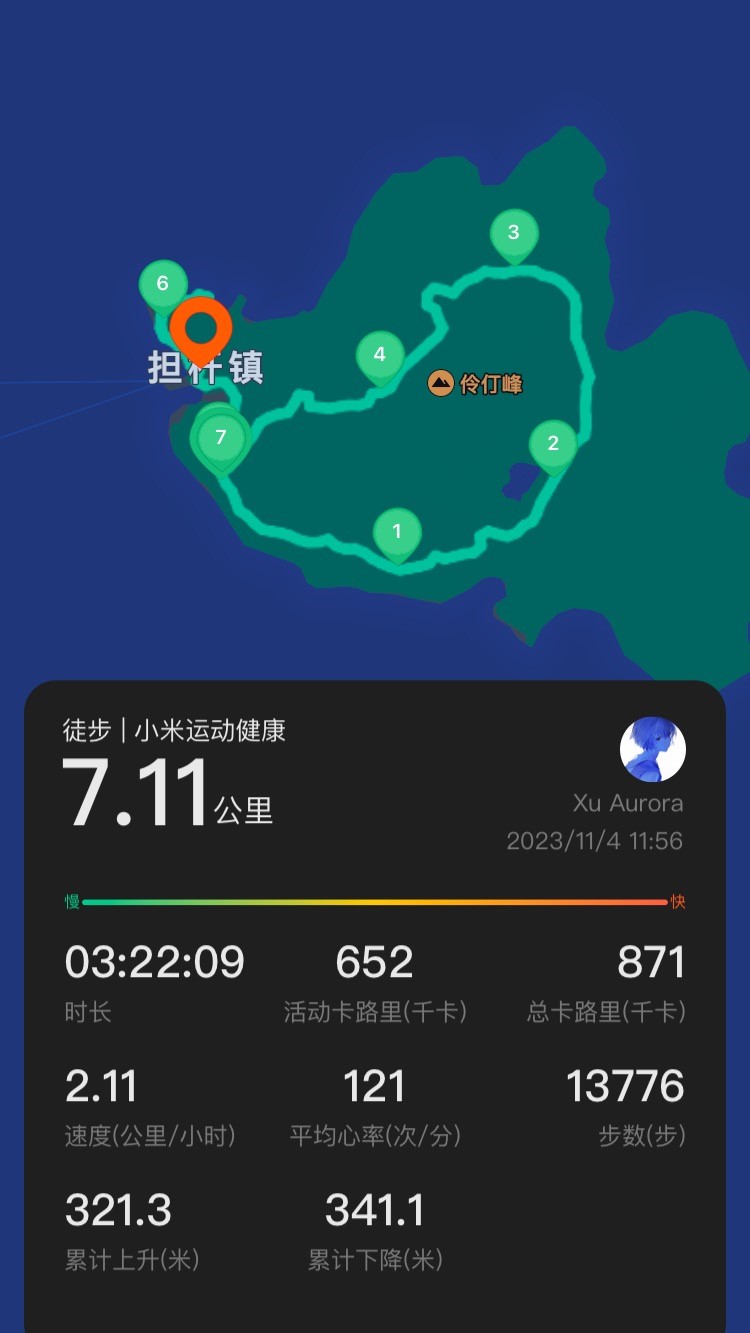 3
6
4
担杆镇
伶仃峰
7
2
1
徒步 | 小米运动健康
7.11公里
Xu Aurora
2023/11/4 11:56
慢 快
03:22:09 652 871
时长 活动卡路里(千卡) 总卡路里(千卡)
2.11 121 13776
速度(公里/小时) 平均心率(次/分) 步数(步)
321.3 341.1
累计上升(米) 累计下降(米)